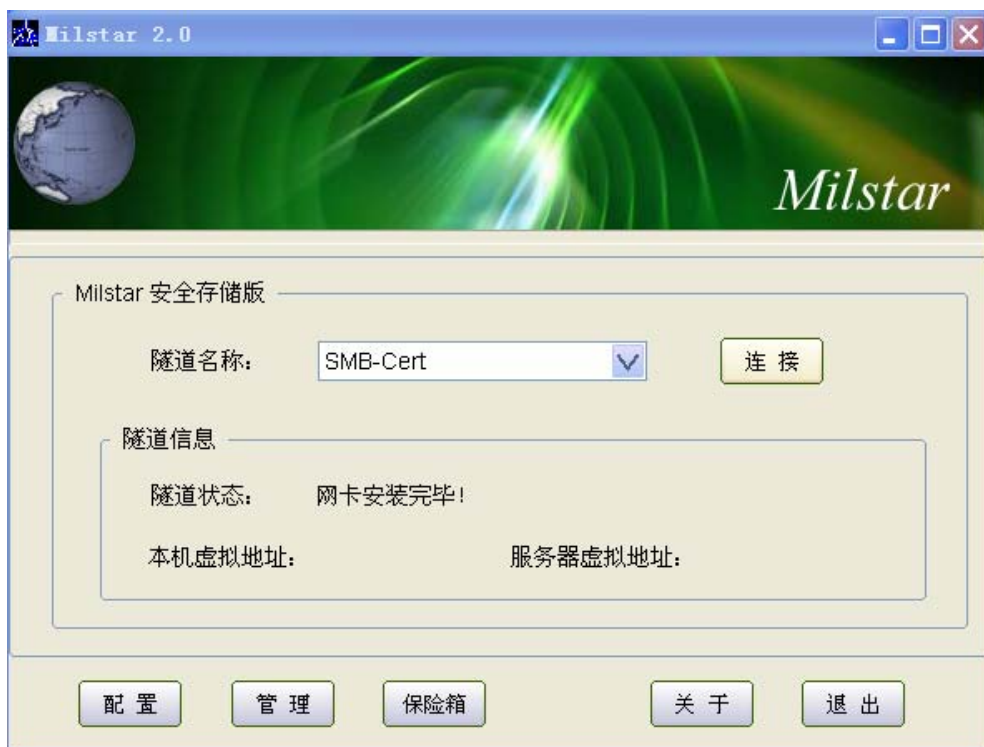 Milstar 2.0
Milstar
Milstar 安全存储版
隧道名称： SMB-Cert 连 接
隧道信息
隧道状态： 网卡安装完毕！
本机虚拟地址： 服务器虚拟地址：
配 置 管 理 保险箱 关 于 退 出